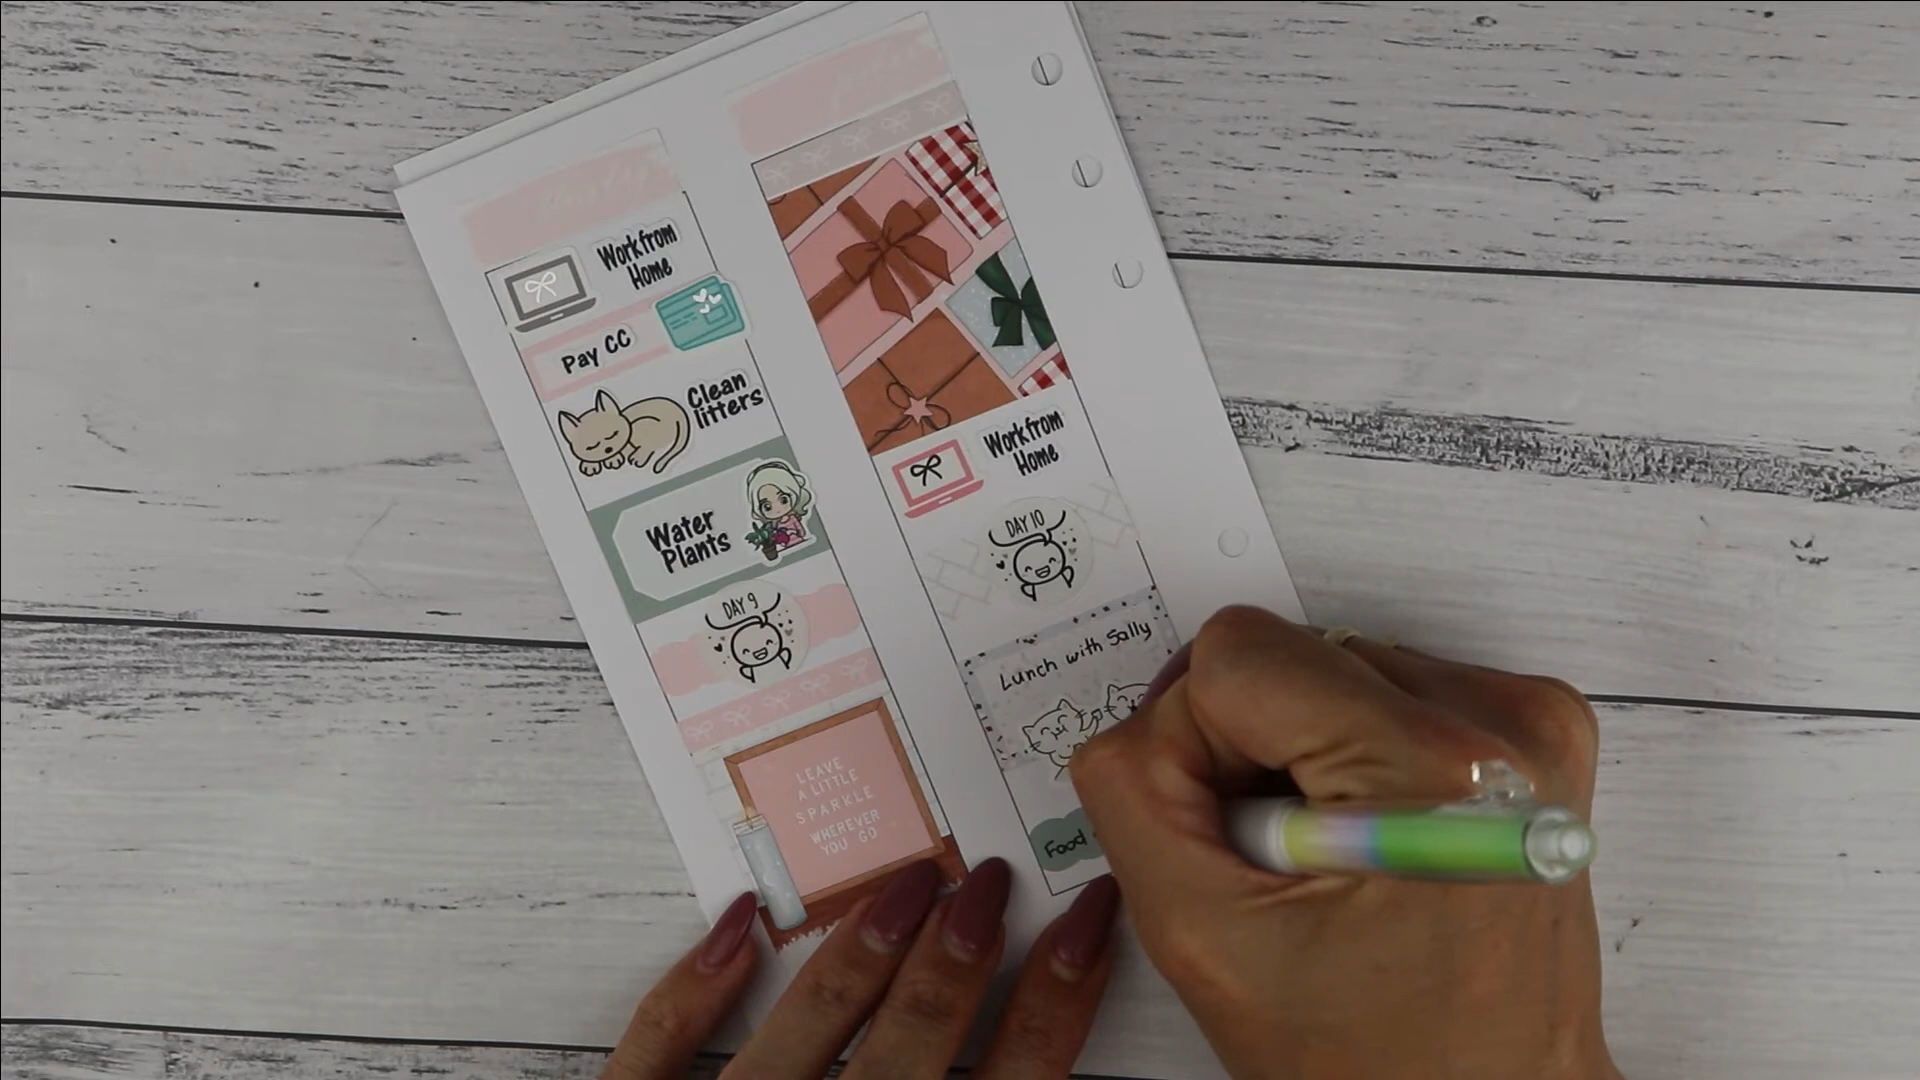 Work from
Home
Pay CC
Clean
litters
Water
Plants
DAY 9
LEAVE
A LITTLE
SPARKLE
WHEREVER
YOU GO
Work from
Home
DAY 10
Lunch with Sally
Food